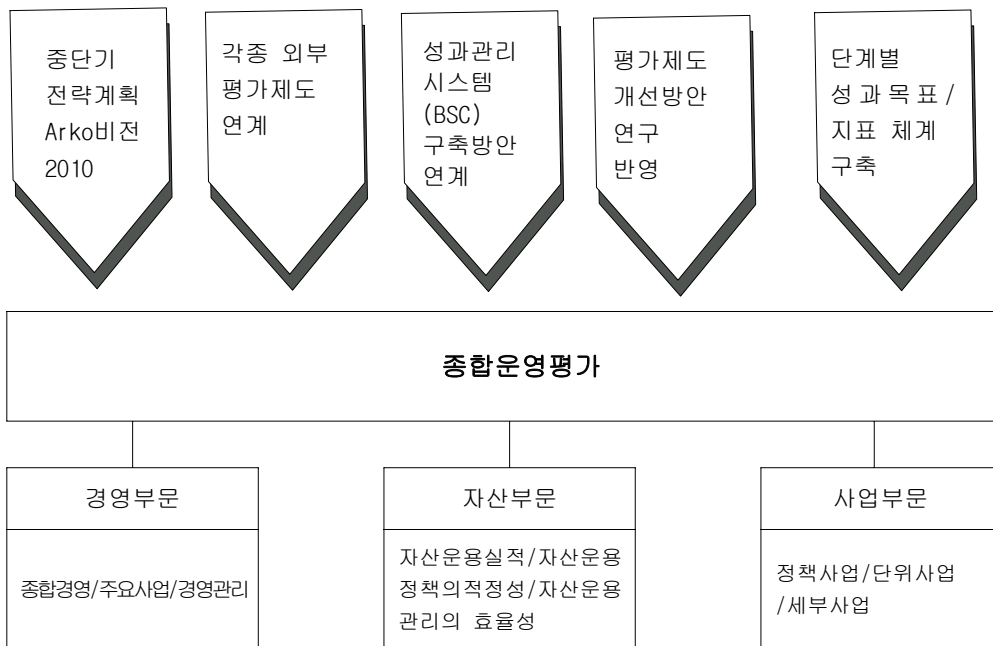 중단기
전략계획
Arko비전
2010
각종 외부
평가제도
연계
성과관리
시스템
(BSC)
구축방안
연계
평가제도
개선방안
연구
반영
단계별
성과목표/
지표 체계
구축
종합운영평가
경영부문
종합경영/주요사업/경영관리
자산부문
자산운용실적/자산운용
정책의적정성/자산운용
관리의 효율성
사업부문
정책사업/단위사업
/세부사업